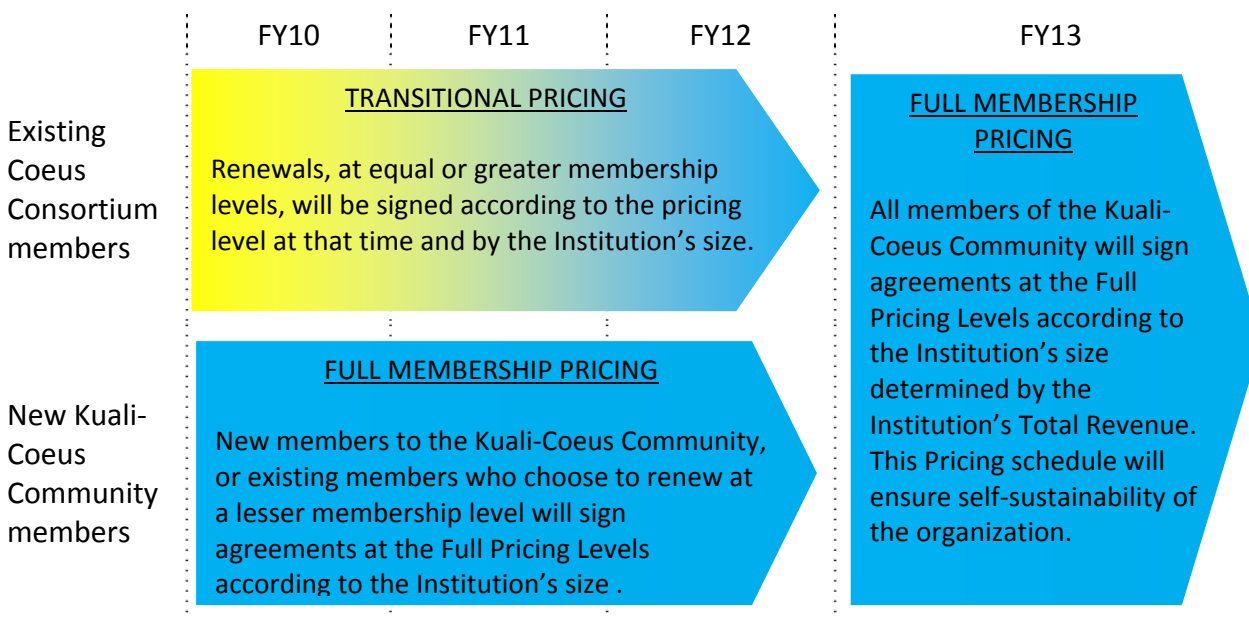 FY10 FY11 FY12 FY13
Existing
Coeus
Consortium
members
TRANSITIONAL PRICING
Renewals, at equal or greater membership
levels, will be signed according to the pricing
level at that time and by the Institution’s size.
New Kuali-
Coeus
Community
members
FULL MEMBERSHIP PRICING
New members to the Kuali-Coeus Community,
or existing members who choose to renew at
a lesser membership level will sign
agreements at the Full Pricing Levels
according to the Institution’s size .
FULL MEMBERSHIP
PRICING
All members of the Kuali-
Coeus Community will sign
agreements at the Full
Pricing Levels according to
the Institution’s size
determined by the
Institution’s Total Revenue.
This Pricing schedule will
ensure self-sustainability of
the organization.